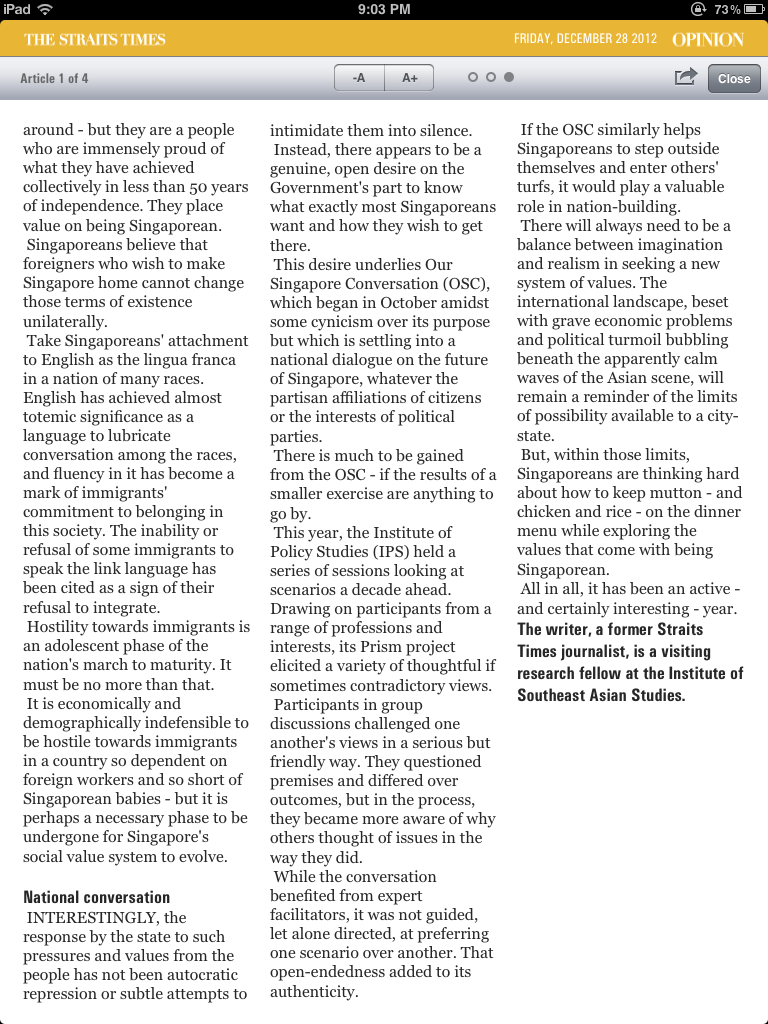 iPad
9:03 PM
73%
THE STRAITS TIMES
FRIDAY, DECEMBER 28 2012
OPINION
Article 1 of 4
-A
A+
Close
around - but they are a people
who are immensely proud of
what they have achieved
collectively in less than 50 years
of independence. They place
value on being Singaporean.
Singaporeans believe that
foreigners who wish to make
Singapore home cannot change
those terms of existence
unilaterally.
Take Singaporeans' attachment
to English as the lingua franca
in a nation of many races.
English has achieved almost
totemic significance as a
language to lubricate
conversation among the races,
and fluency in it has become a
mark of immigrants'
commitment to belonging in
this society. The inability or
refusal of some immigrants to
speak the link language has
been cited as a sign of their
refusal to integrate.
Hostility towards immigrants is
an adolescent phase of the
nation's march to maturity. It
must be no more than that.
It is economically and
demographically indefensible to
be hostile towards immigrants
in a country so dependent on
foreign workers and so short of
Singaporean babies - but it is
perhaps a necessary phase to be
undergone for Singapore's
social value system to evolve.
National conversation
INTERESTINGLY, the
response by the state to such
pressures and values from the
people has not been autocratic
repression or subtle attempts to
intimidate them into silence.
Instead, there appears to be a
genuine, open desire on the
Government's part to know
what exactly most Singaporeans
want and how they wish to get
there.
This desire underlies Our
Singapore Conversation (OSC),
which began in October amidst
some cynicism over its purpose
but which is settling into a
national dialogue on the future
of Singapore, whatever the
partisan affiliations of citizens
or the interests of political
parties.
There is much to be gained
from the OSC - if the results of a
smaller exercise are anything to
go by.
This year, the Institute of
Policy Studies (IPS) held a
series of sessions looking at
scenarios a decade ahead.
Drawing on participants from a
range of professions and
interests, its Prism project
elicited a variety of thoughtful if
sometimes contradictory views.
Participants in group
discussions challenged one
another's views in a serious but
friendly way. They questioned
premises and differed over
outcomes, but in the process,
they became more aware of why
others thought of issues in the
way they did.
While the conversation
benefited from expert
facilitators, it was not guided,
let alone directed, at preferring
one scenario over another. That
open-endedness added to its
authenticity.
If the OSC similarly helps
Singaporeans to step outside
themselves and enter others'
turfs, it would play a valuable
role in nation-building.
There will always need to be a
balance between imagination
and realism in seeking a new
system of values. The
international landscape, beset
with grave economic problems
and political turmoil bubbling
beneath the apparently calm
waves of the Asian scene, will
remain a reminder of the limits
of possibility available to a city-
state.
But, within those limits,
Singaporeans are thinking hard
about how to keep mutton - and
chicken and rice - on the dinner
menu while exploring the
values that come with being
Singaporean.
All in all, it has been an active -
and certainly interesting - year.
The writer, a former Straits
Times journalist, is a visiting
research fellow at the Institute of
Southeast Asian Studies.